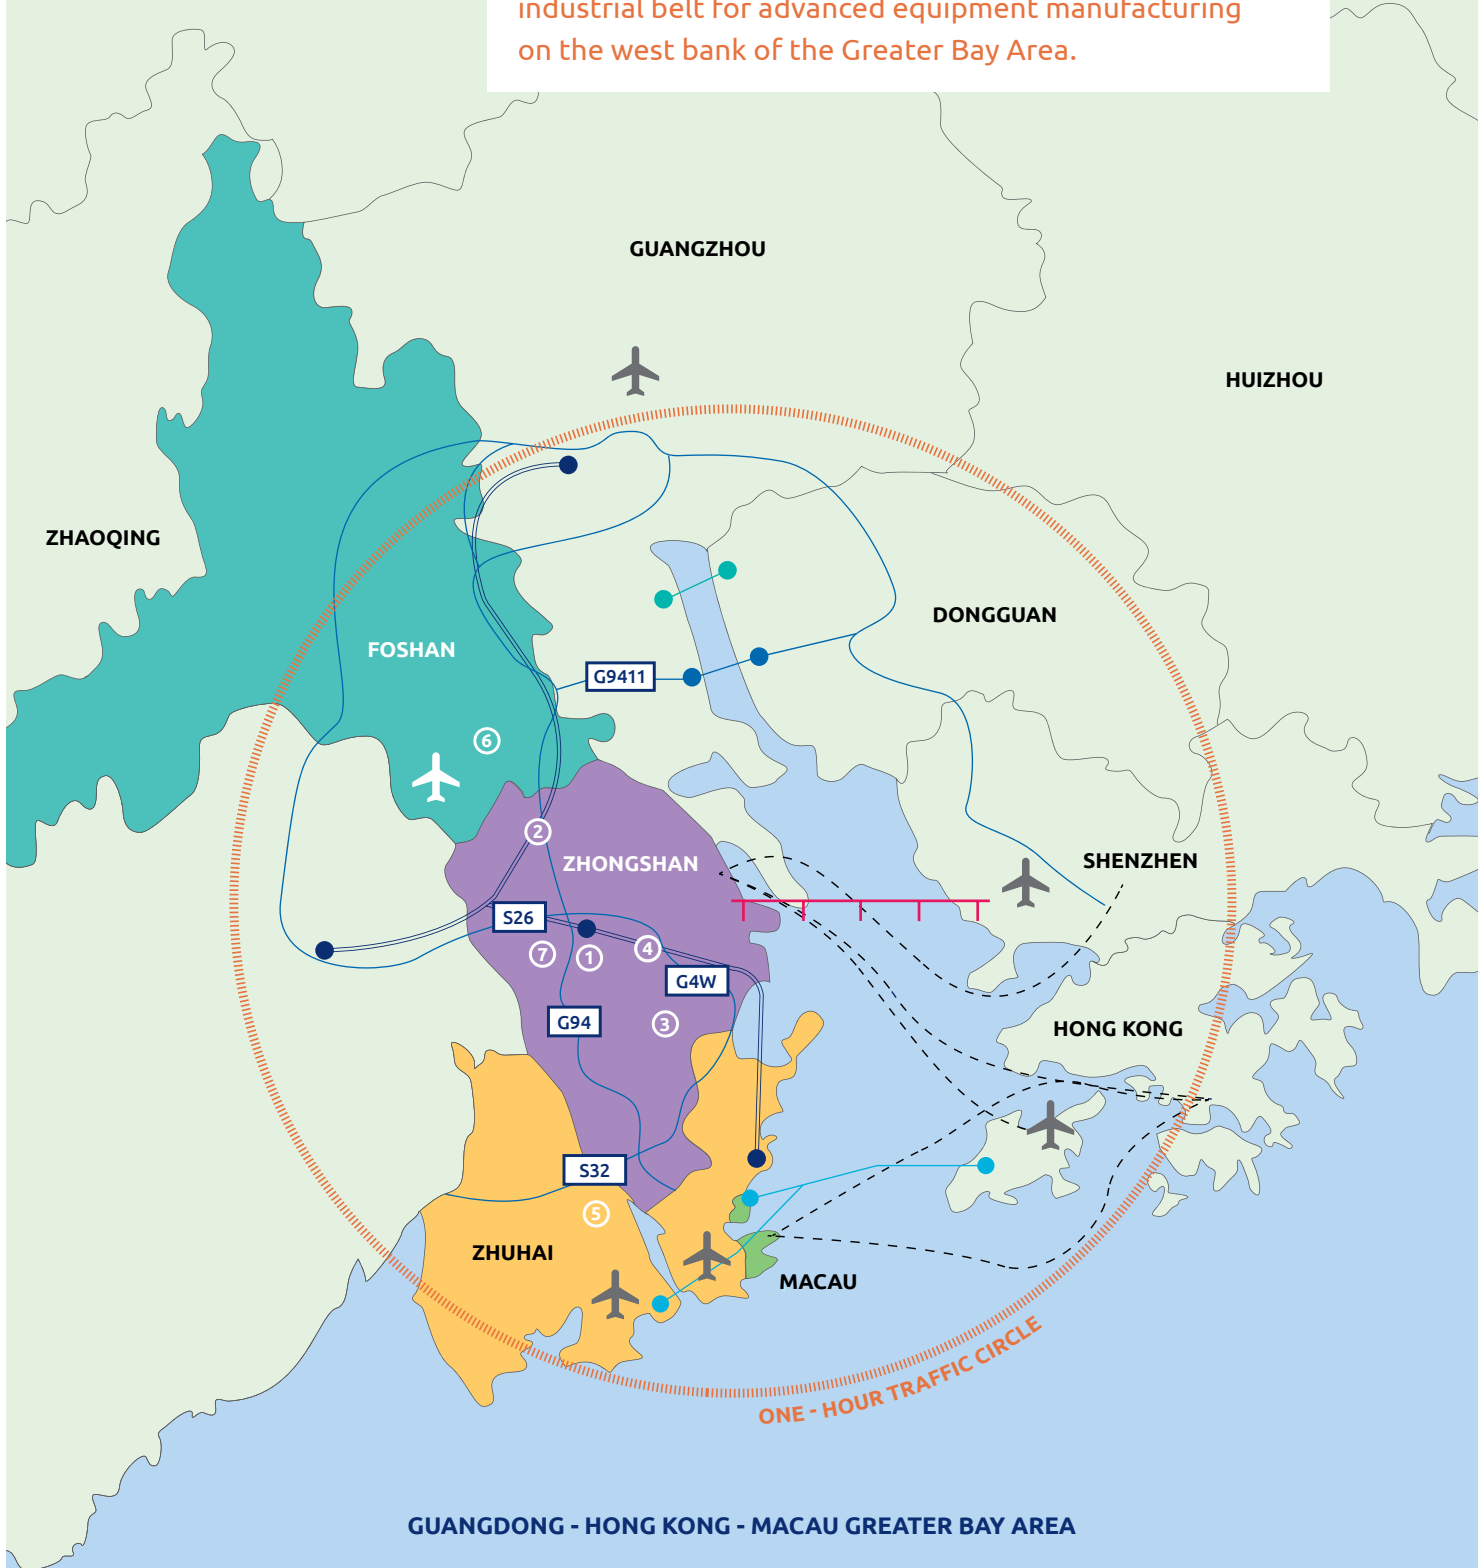 industrial belt for advanced equipment manufacturing
on the west bank of the Greater Bay Area.
GUANGZHOU
HUIZHOU
ZHAOQING
DONGGUAN
FOSHAN
G9411
6
2
ZHONGSHAN
SHENZHEN
S26
7
1
4
G4W
G94
3
HONG KONG
S32
5
ZHUHAI
MACAU
ONE - HOUR TRAFFIC CIRCLE
GUANGDONG - HONG KONG - MACAU GREATER BAY AREA